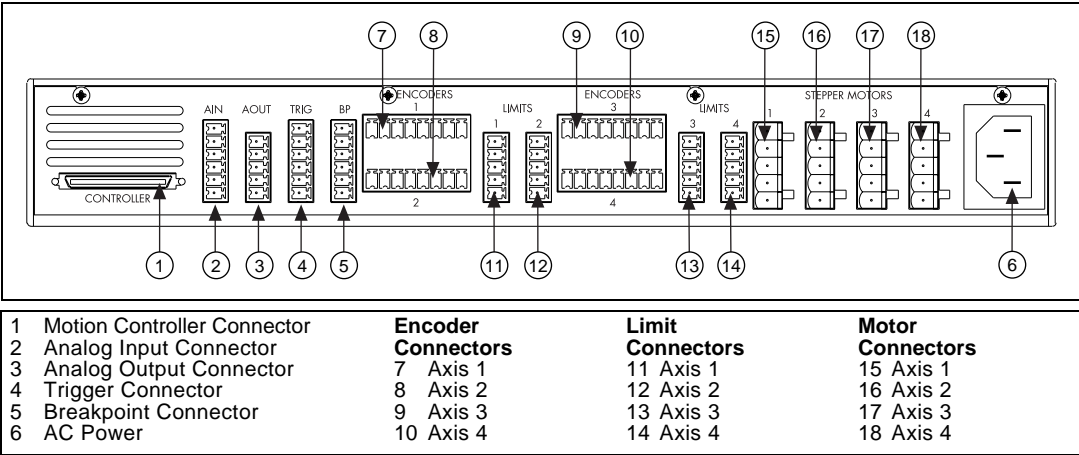 7 8 9 10 15 16 17 18
ENCODERS ENCODERS STEPPER MOTORS
AIN AOUT TRIG BP 1 LIMITS 3 LIMITS 1 2 3 4
1 2 3 4
CONTROLLER 2 4
1 2 3 4 5 11 12 13 14 6
1 Motion Controller Connector
2 Analog Input Connector
3 Analog Output Connector
4 Trigger Connector
5 Breakpoint Connector
6 AC Power
Encoder
Connectors
7 Axis 1
8 Axis 2
9 Axis 3
10 Axis 4
Limit
Connectors
11 Axis 1
12 Axis 2
13 Axis 3
14 Axis 4
Motor
Connectors
15 Axis 1
16 Axis 2
17 Axis 3
18 Axis 4